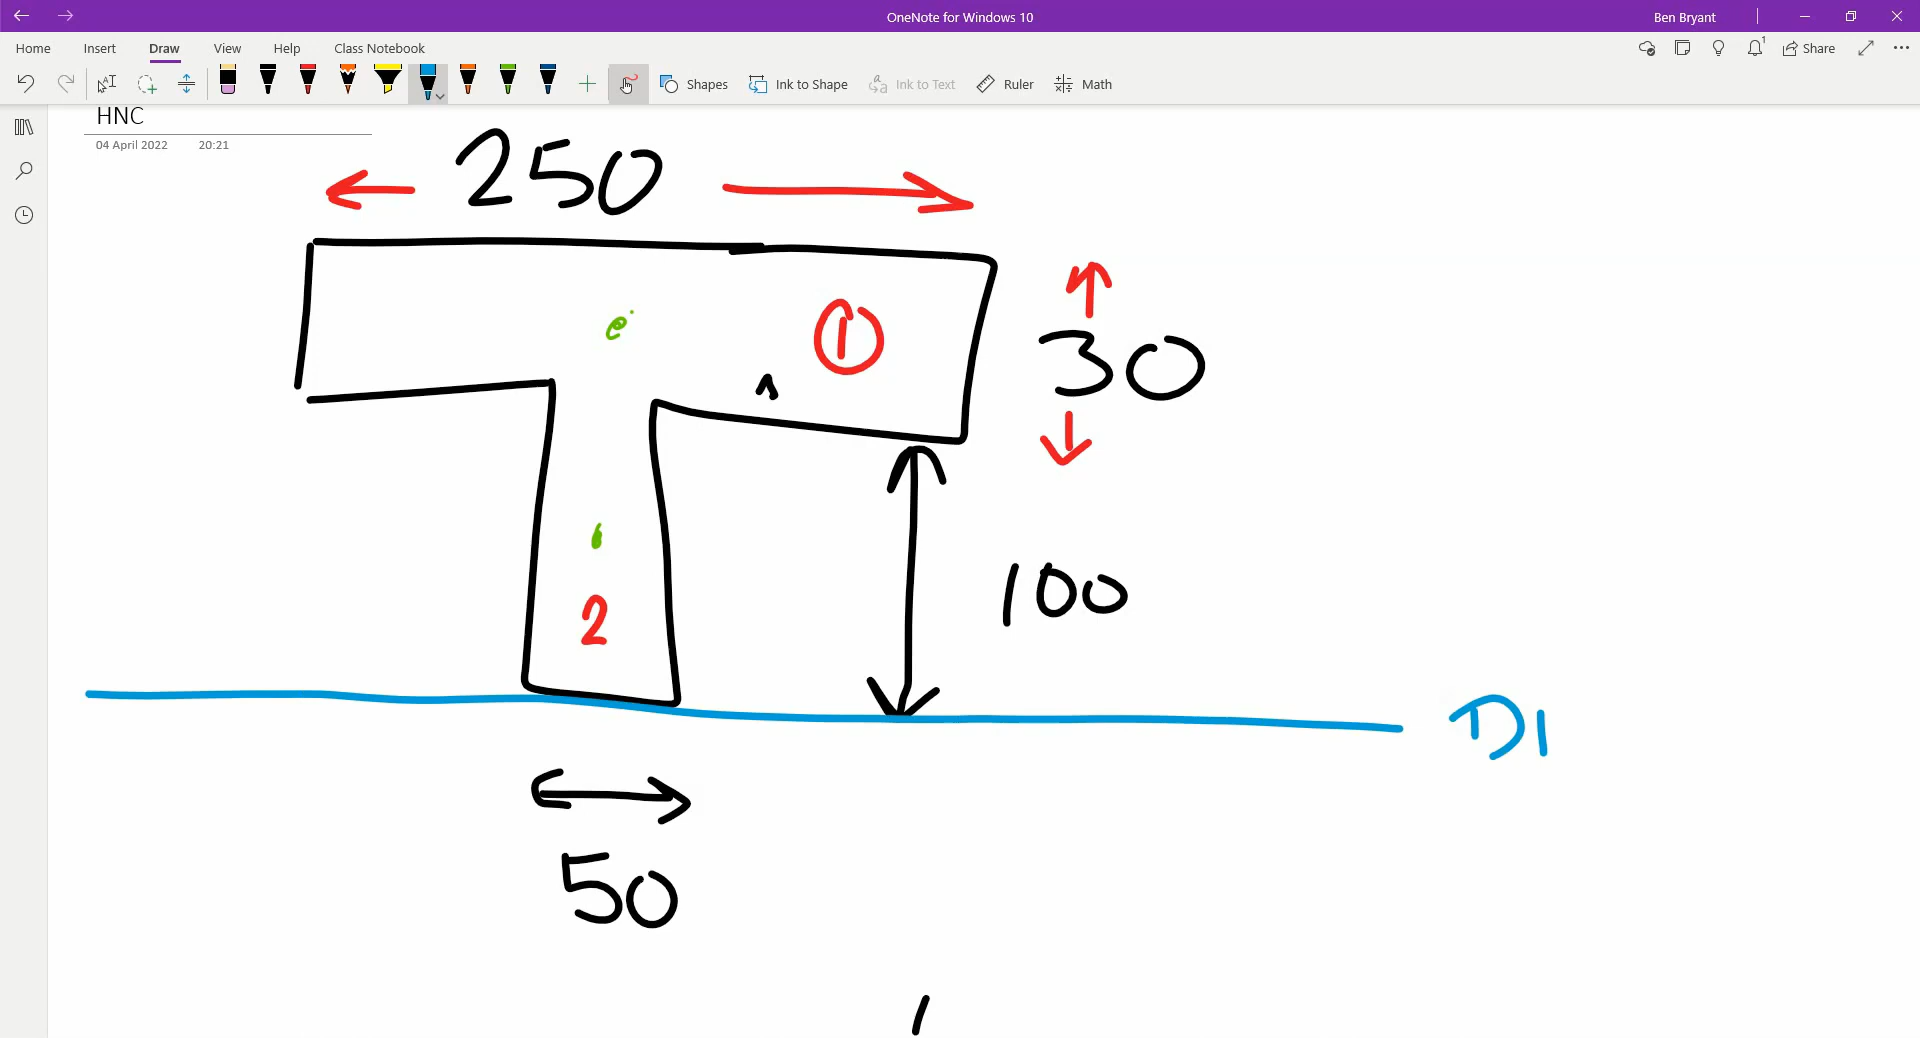 OneNote for Windows 10
Ben Bryant
Home Insert Draw View Help Class Notebook
1
Share
Shapes
Ink to Shape
Ink to Text
Ruler
Math
HNC
04 April 2022 20:21
250
1
30
100
2
50